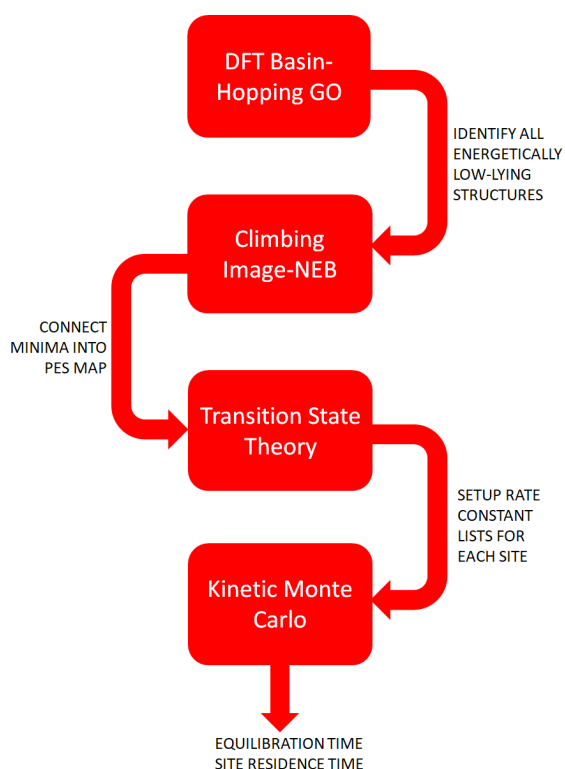 DFT Basin-
Hopping GO
IDENTIFY ALL
ENERGETICALLY
LOW-LYING
STRUCTURES
Climbing
Image-NEB
CONNECT
MINIMA INTO
PES MAP
Transition State
Theory
SETUP RATE
CONSTANT
LISTS FOR
EACH SITE
Kinetic Monte
Carlo
EQUILIBRATION TIME
SITE RESIDENCE TIME